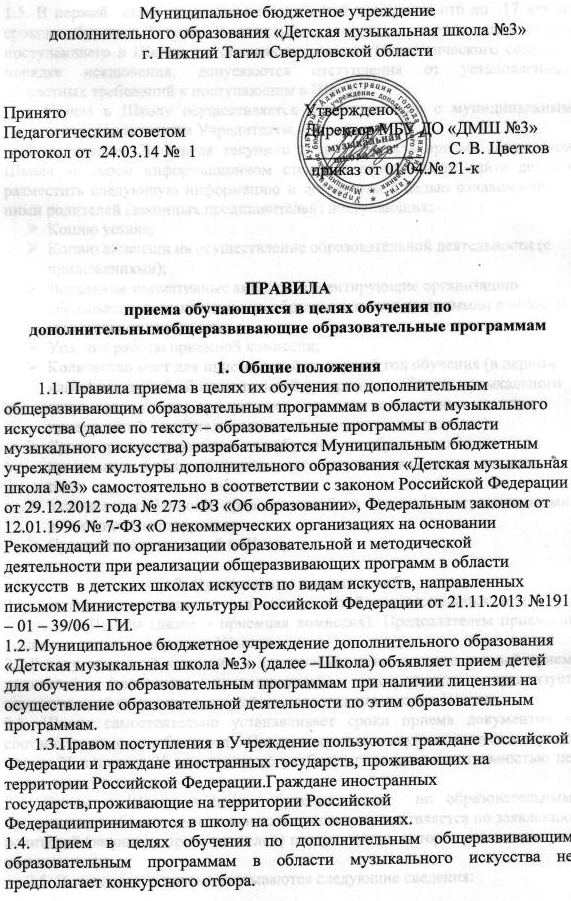 Муниципальное бюджетное учреждение
дополнительного образования «Детская музыкальная школа №3»
г. Нижний Тагил Свердловской области
Принято Утверждено:
Педагогическим советом Директор МБУ ДО «ДМШ №3»
протокол от 24.03.14 № 1 С. В. Цветков
приказ от 01.04.№ 21-к
ПРАВИЛА
приема обучающихся в целях обучения по
дополнительнымобщеразвивающие образовательные программам
1. Общие положения
1.1. Правила приема в целях их обучения по дополнительным
общеразвивающим образовательным программам в области музыкального
искусства (далее по тексту – образовательные программы в области
музыкального искусства) разрабатываются Муниципальным бюджетным
учреждением культуры дополнительного образования «Детская музыкальная
школа №3» самостоятельно в соответствии с законом Российской Федерации
от 29.12.2012 года № 273 -ФЗ «Об образовании», Федеральным законом от
12.01.1996 № 7-ФЗ «О некоммерческих организациях на основании
Рекомендаций по организации образовательной и методической
деятельности при реализации общеразвивающих программ в области
искусств в детских школах искусств по видам искусств, направленных
письмом Министерства культуры Российской Федерации от 21.11.2013 №191
– 01 – 39/06 – ГИ.
1.2. Муниципальное бюджетное учреждение дополнительного образования
«Детская музыкальная школа №3» (далее –Школа) объявляет прием детей
для обучения по образовательным программам при наличии лицензии на
осуществление образовательной деятельности по этим образовательным
программам.
1.3.Правом поступления в Учреждение пользуются граждане Российской
Федерации и граждане иностранных государств, проживающих на
территории Российской Федерации.Граждане иностранных
государств,проживающие на территории Российской
Федерациипринимаются в школу на общих основаниях.
1.4. Прием в целях обучения по дополнительным общеразвивающим
образовательным программам в области музыкального искусства не
предполагает конкурсного отбора.